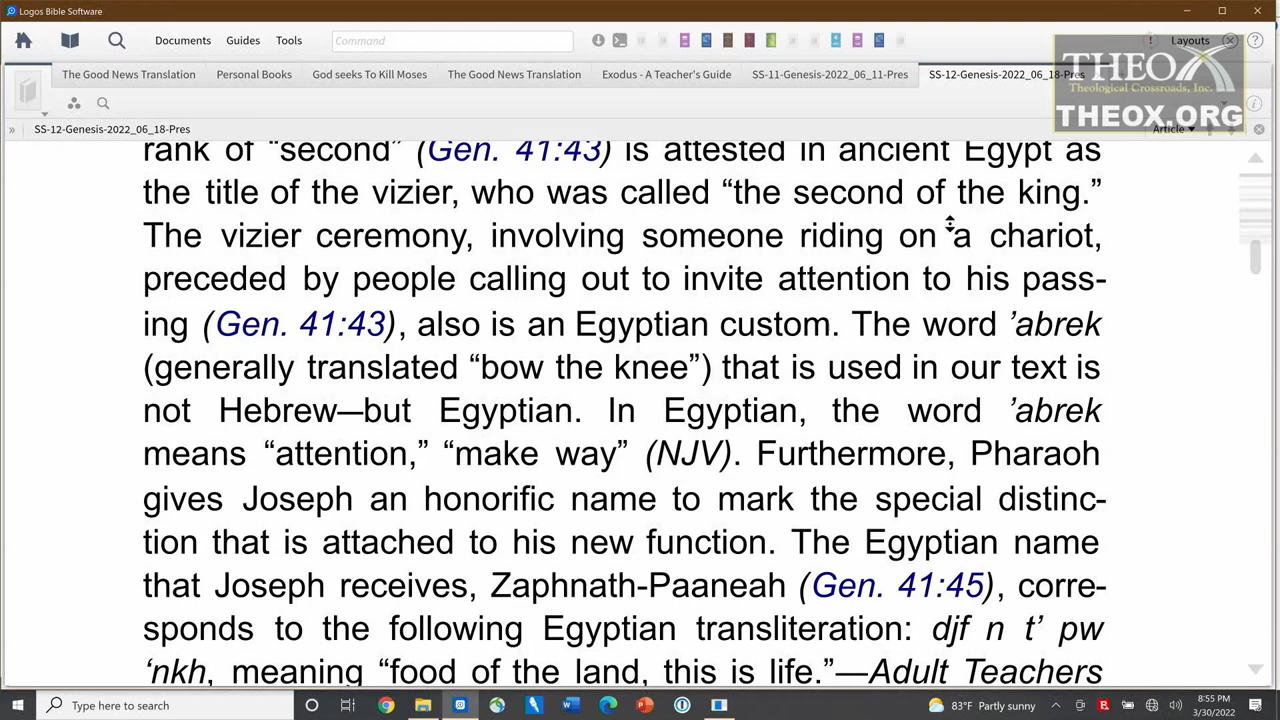 Logos Bible Software
Documents Guides Tools Command Layouts
The Good News Translation Personal Books God seeks To Kill Moses The Good News Translation Exodus - A Teacher's Guide SS-11-Genesis-2022_06_11-Pres SS-12-Genesis-2022_06_18-Pres
THEOX
Theological Crossroads, Inc.
THEOX.ORG
SS-12-Genesis-2022_06_18-Pres Article
rank of “second” (Gen. 41:43) is attested in ancient Egypt as
the title of the vizier, who was called “the second of the king.”
The vizier ceremony, involving someone riding on a chariot,
preceded by people calling out to invite attention to his pass-
ing (Gen. 41:43), also is an Egyptian custom. The word ’abrek
(generally translated “bow the knee”) that is used in our text is
not Hebrew—but Egyptian. In Egyptian, the word ’abrek
means “attention,” “make way” (NJV). Furthermore, Pharaoh
gives Joseph an honorific name to mark the special distinc-
tion that is attached to his new function. The Egyptian name
that Joseph receives, Zaphnath-Paaneah (Gen. 41:45), corre-
sponds to the following Egyptian transliteration: djf n t’ pw
‘nkh, meaning “food of the land, this is life.”—Adult Teachers
Type here to search
83°F Partly sunny
8:55 PM
3/30/2022